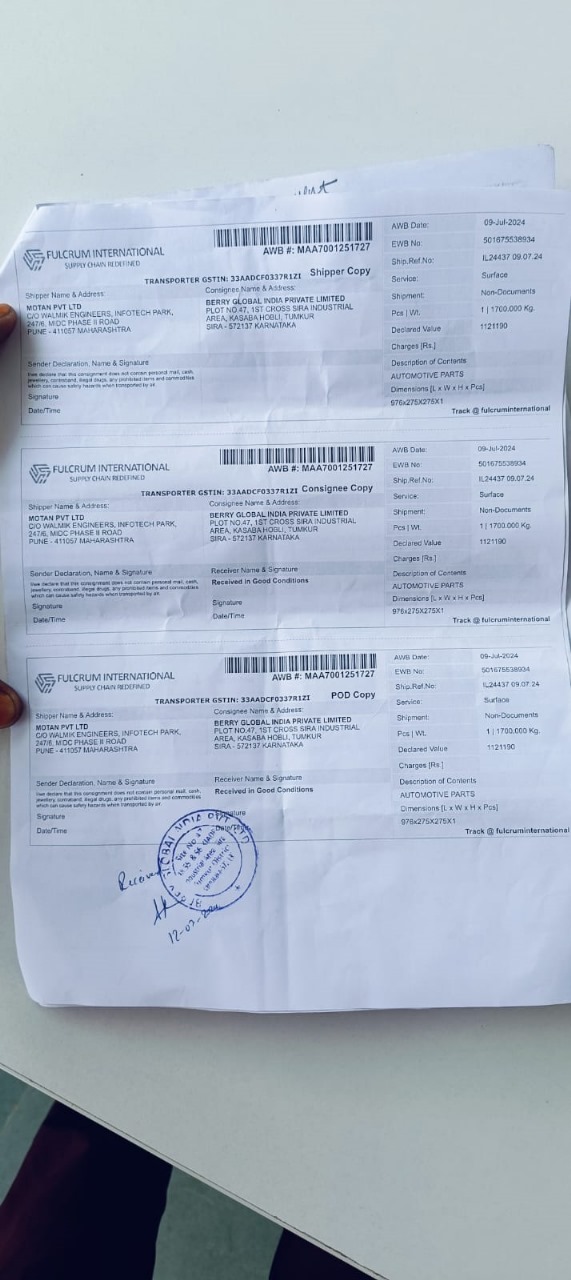 FULCRUM INTERNATIONAL
SUPPLY CHAIN REDEFINED
AWB #: MAA7001251727
TRANSPORTER GSTIN: 33AADCF0337R1ZI Shipper Copy
Shipper Name & Address:
MOTAN PVT LTD
C/O WALMIK ENGINEERS, INFOTECH PARK,
247/6, MIDC PHASE II ROAD
PUNE - 411057 MAHARASHTRA
Consignee Name & Address:
BERRY GLOBAL INDIA PRIVATE LIMITED
PLOT NO.47, 1ST CROSS SIRA INDUSTRIAL
AREA, KASABA HOBLI, TUMKUR
SIRA - 572137 KARNATAKA
Sender Declaration, Name & Signature
I/we declare that this consignment does not contain personal mail, cash,
jewellery, contraband, illegal drugs, any prohibited items and commodities
which can cause safety hazards when transported by air.
Signature
Date/Time
AWB Date: 09-Jul-2024
EWB No: 501675538934
Ship.Ref.No: IL24437 09.07.24
Service: Surface
Shipment: Non-Documents
Pcs | Wt. 1 | 1700.000 Kg.
Declared Value 1121190
Charges [Rs.]
Description of Contents
AUTOMOTIVE PARTS
Dimensions [L x W x H x Pcs]
976x275X275X1
Track @ fulcruminternational
FULCRUM INTERNATIONAL
SUPPLY CHAIN REDEFINED
AWB #: MAA7001251727
TRANSPORTER GSTIN: 33AADCF0337R1ZI Consignee Copy
Shipper Name & Address:
MOTAN PVT LTD
C/O WALMIK ENGINEERS, INFOTECH PARK,
247/6, MIDC PHASE II ROAD
PUNE - 411057 MAHARASHTRA
Consignee Name & Address:
BERRY GLOBAL INDIA PRIVATE LIMITED
PLOT NO.47, 1ST CROSS SIRA INDUSTRIAL
AREA, KASABA HOBLI, TUMKUR
SIRA - 572137 KARNATAKA
Sender Declaration, Name & Signature
I/we declare that this consignment does not contain personal mail, cash,
jewellery, contraband, illegal drugs, any prohibited items and commodities
which can cause safety hazards when transported by air.
Signature
Date/Time
Receiver Name & Signature
Received in Good Conditions
Signature
Date/Time
AWB Date: 09-Jul-2024
EWB No: 501675538934
Ship.Ref.No: IL24437 09.07.24
Service: Surface
Shipment: Non-Documents
Pcs | Wt. 1 | 1700.000 Kg.
Declared Value 1121190
Charges [Rs.]
Description of Contents
AUTOMOTIVE PARTS
Dimensions [L x W x H x Pcs]
976x275X275X1
Track @ fulcruminternational
FULCRUM INTERNATIONAL
SUPPLY CHAIN REDEFINED
AWB #: MAA7001251727
TRANSPORTER GSTIN: 33AADCF0337R1ZI POD Copy
Shipper Name & Address:
MOTAN PVT LTD
C/O WALMIK ENGINEERS, INFOTECH PARK,
247/6, MIDC PHASE II ROAD
PUNE - 411057 MAHARASHTRA
Consignee Name & Address:
BERRY GLOBAL INDIA PRIVATE LIMITED
PLOT NO.47, 1ST CROSS SIRA INDUSTRIAL
AREA, KASABA HOBLI, TUMKUR
SIRA - 572137 KARNATAKA
Sender Declaration, Name & Signature
I/we declare that this consignment does not contain personal mail, cash,
jewellery, contraband, illegal drugs, any prohibited items and commodities
which can cause safety hazards when transported by air.
Signature
Date/Time
Receiver Name & Signature
Received in Good Conditions
Signature
Date/Time
AWB Date: 09-Jul-2024
EWB No: 501675538934
Ship.Ref.No: IL24437 09.07.24
Service: Surface
Shipment: Non-Documents
Pcs | Wt. 1 | 1700.000 Kg.
Declared Value 1121190
Charges [Rs.]
Description of Contents
AUTOMOTIVE PARTS
Dimensions [L x W x H x Pcs]
976x275X275X1
Track @ fulcruminternational
GLOBAL INDIA PVT LTD